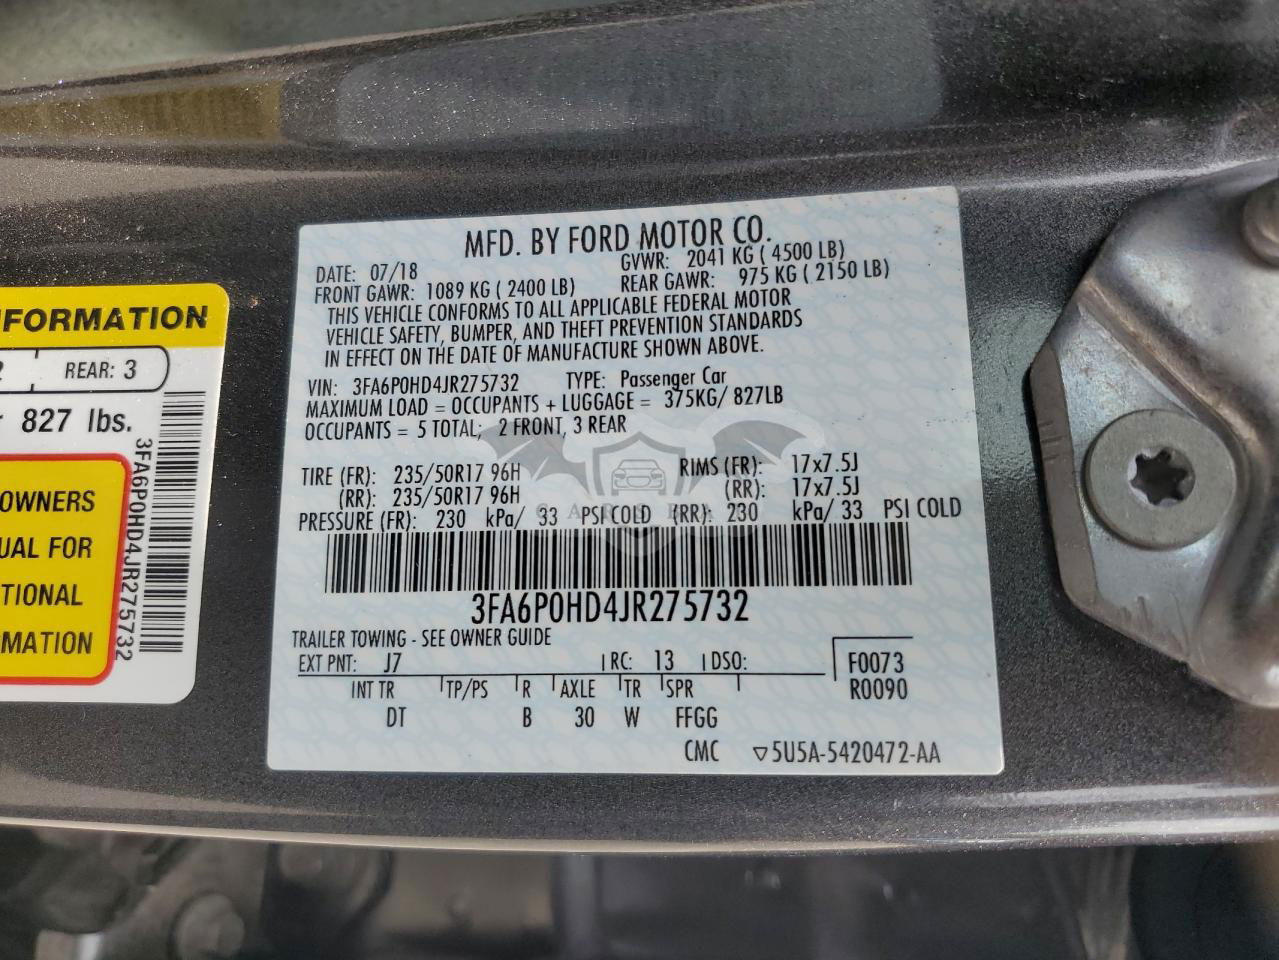 MFD. BY FORD MOTOR CO.
DATE: 07/18 GVWR: 2041 KG ( 4500 LB)
FRONT GAWR: 1089 KG ( 2400 LB) REAR GAWR: 975 KG ( 2150 LB)
THIS VEHICLE CONFORMS TO ALL APPLICABLE FEDERAL MOTOR
VEHICLE SAFETY, BUMPER, AND THEFT PREVENTION STANDARDS
IN EFFECT ON THE DATE OF MANUFACTURE SHOWN ABOVE.
VIN: 3FA6P0HD4JR275732 TYPE: Passenger Car
MAXIMUM LOAD = OCCUPANTS + LUGGAGE = 375KG/ 827LB
OCCUPANTS = 5 TOTAL; 2 FRONT, 3 REAR
TIRE (FR): 235/50R17 96H RIMS (FR): 17x7.5J
(RR): 235/50R17 96H (RR): 17x7.5J
PRESSURE (FR): 230 kPa/ 33 PSI COLD (RR): 230 kPa/ 33 PSI COLD
3FA6P0HD4JR275732
TRAILER TOWING - SEE OWNER GUIDE
EXT PNT: J7 RC: 13 DSO: F0073
R0090
INT TR TP/PS R AXLE TR SPR
DT B 30 W FFGG
CMC ▽5U5A-5420472-AA
NFORMATION
2 REAR: 3
827 lbs.
OWNERS
UAL FOR
TIONAL
RMATION
3FA6P0HD4JR275732